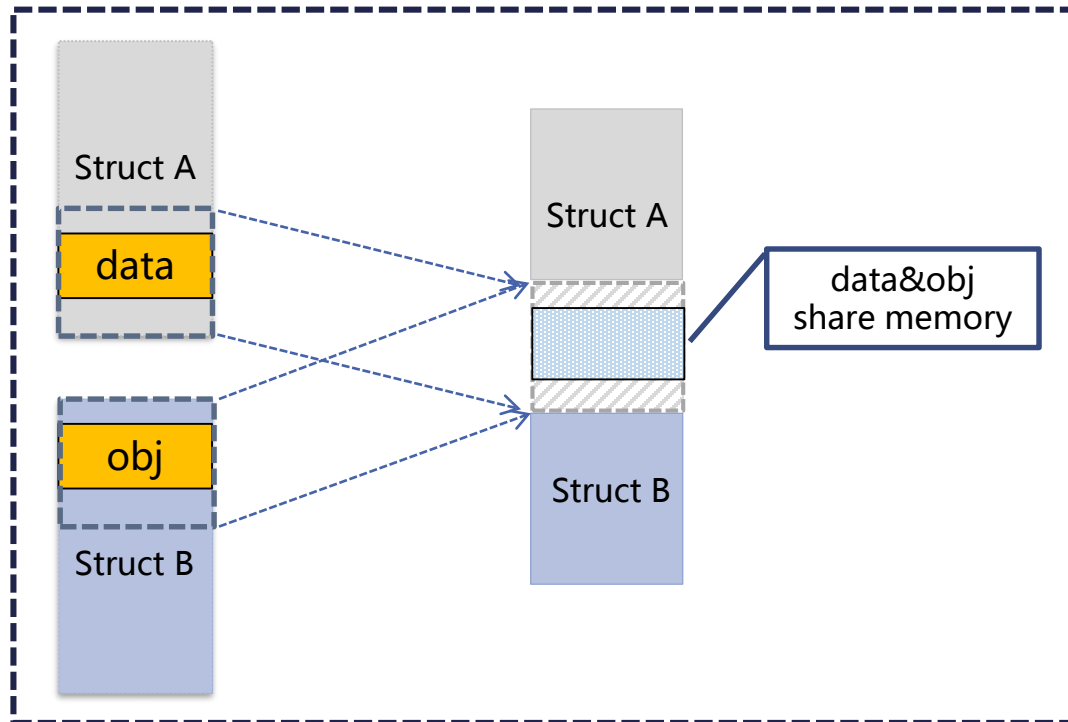 Struct A
data
obj
Struct B
Struct A
Struct B
data&obj
share memory